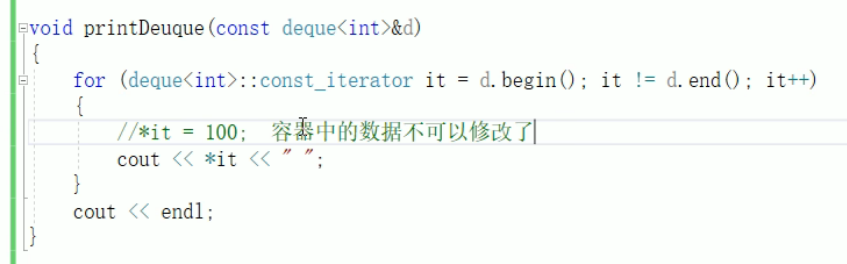 void printDeuque(const deque<int>&d)
{
for (deque<int>::const_iterator it = d.begin(); it != d.end(); it++)
{
//*it = 100; 容器中的数据不可以修改了
cout << *it << " ";
}
cout << endl;
}